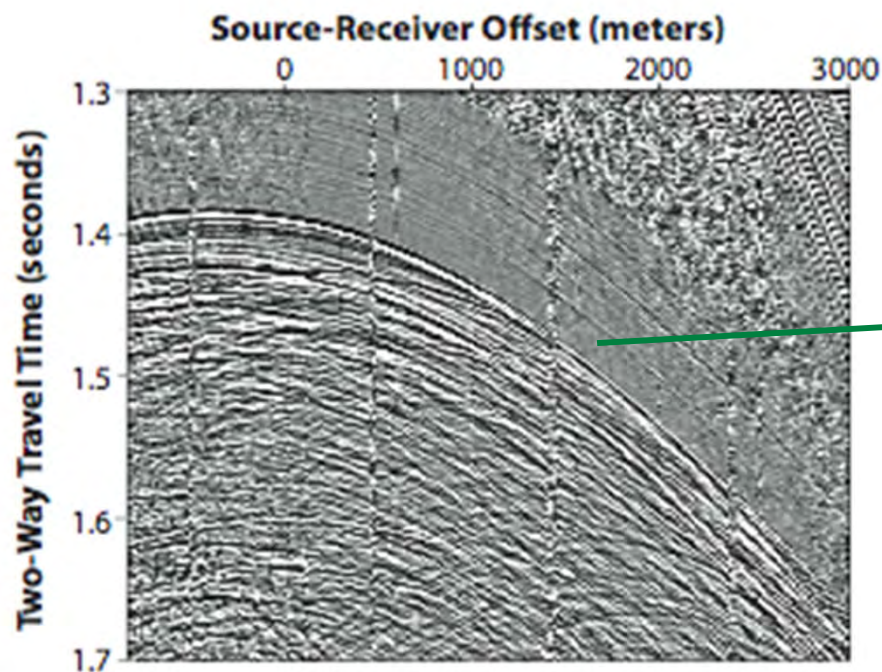 Source-Receiver Offset (meters)
0 1000 2000 3000
Two-Way Travel Time (seconds)
1.3
1.4
1.5
1.6
1.7